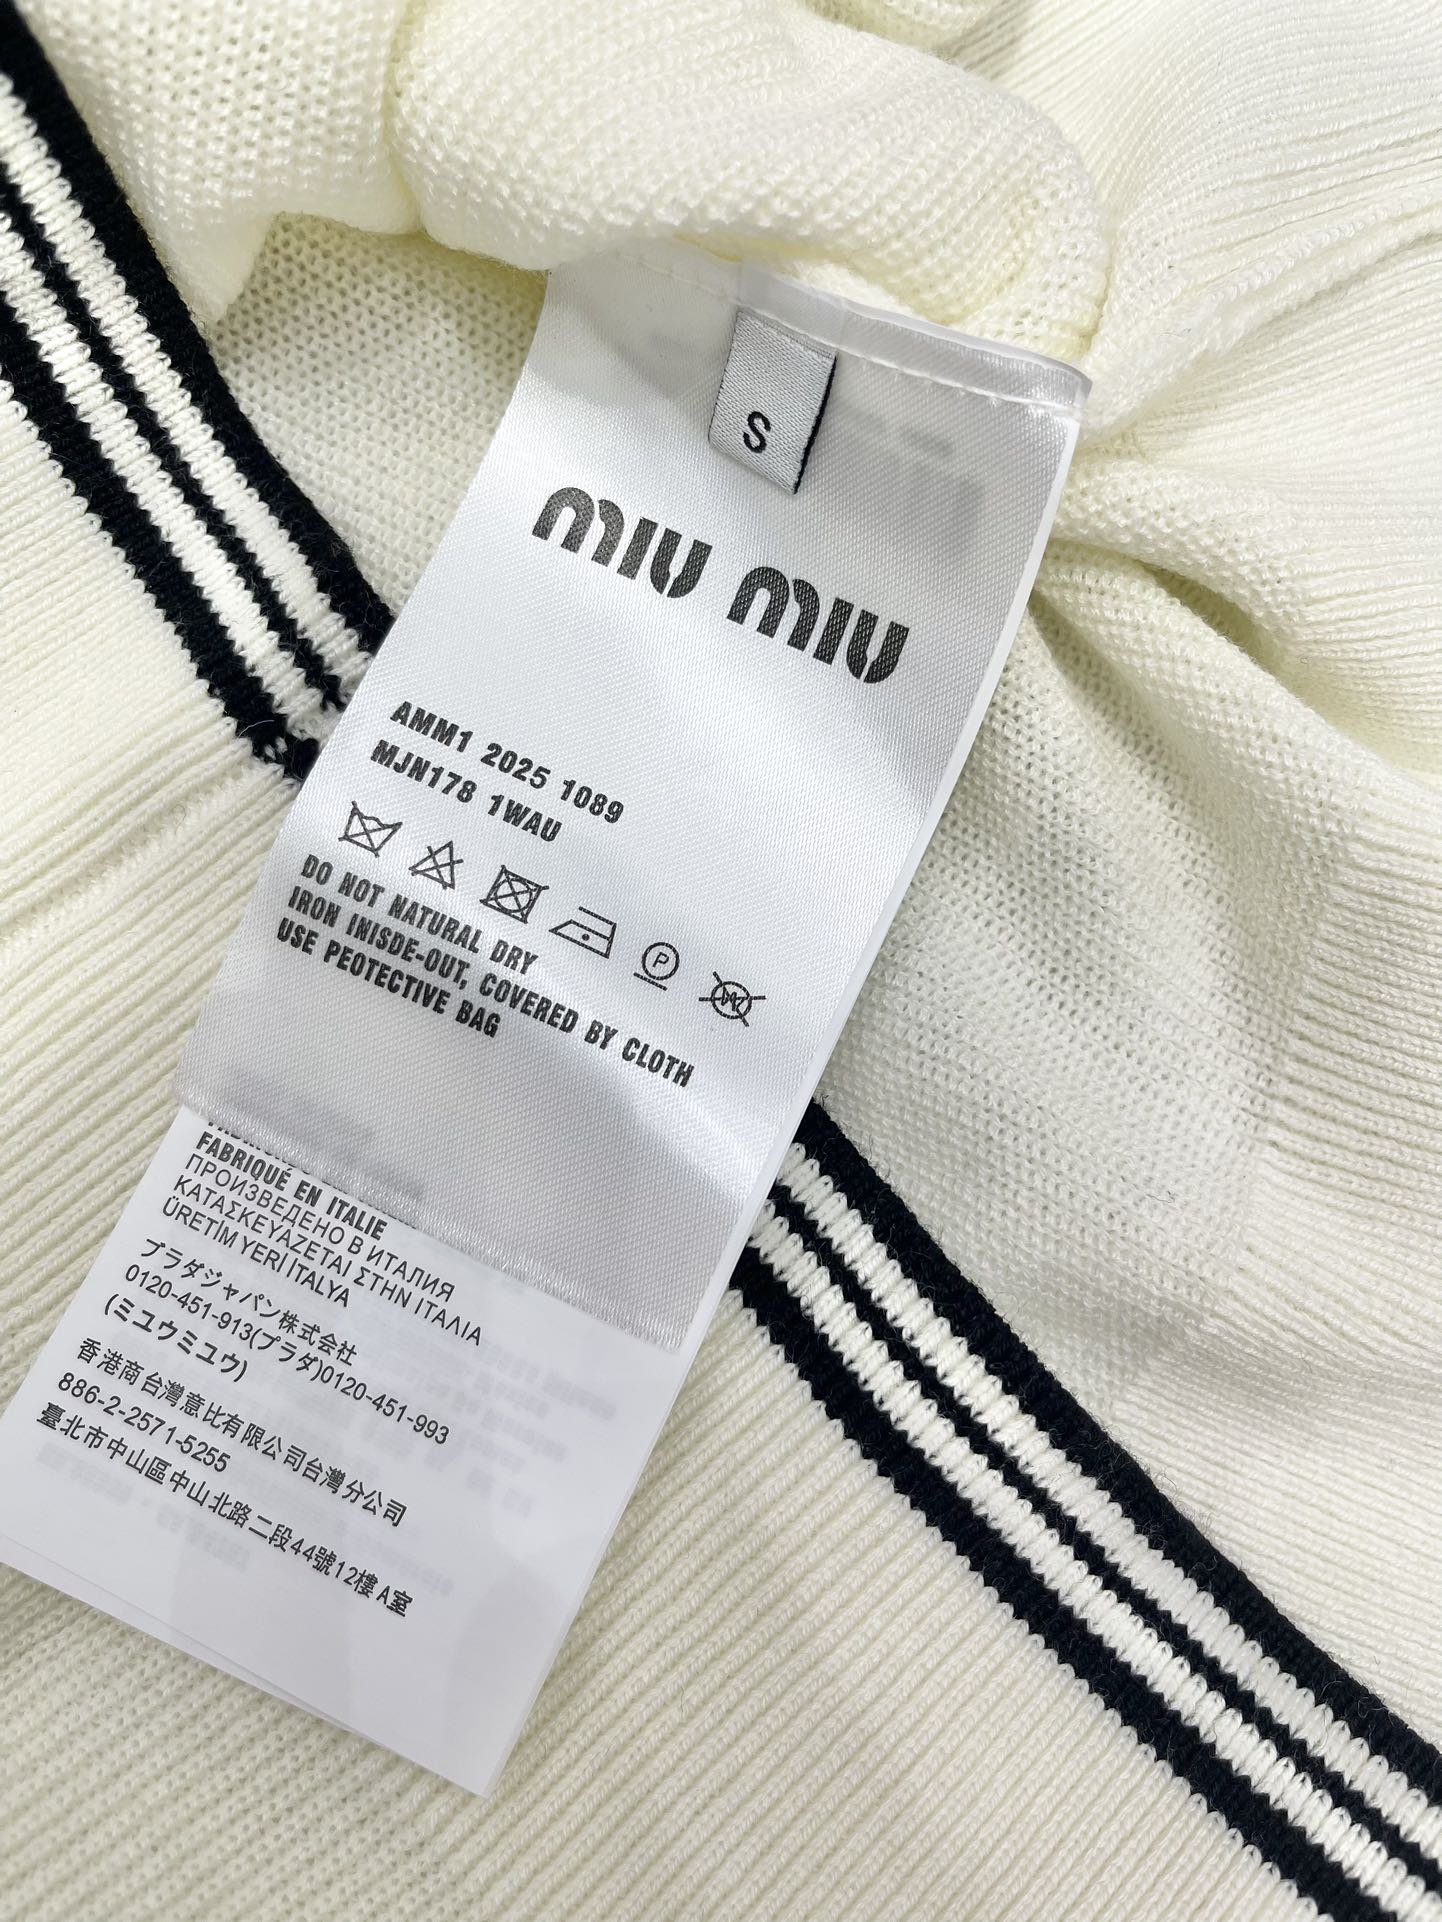 S
MIU MIU
AMM1 2025 1089
MJN178 1WAU
P
DO NOT NATURAL DRY
IRON INISDE-OUT, COVERED BY CLOTH
USE PEOTECTIVE BAG
FABRIQUÉ EN ITALIE
ПРОИЗВЕДЕНО В ИТАЛИЯ
ΚΑΤΑΣΚΕΥΆΖΕΤΑΙ ΣΤΗΝ ΙΤΑΛΙΑ
ÜRETİM YERİ İTALYA
プラダジャパン株式会社
0120-451-913(プラダ)0120-451-993
(ミユウミユウ)
香港商台灣意比有限公司台灣分公司
886-2-2571-5255
臺北市中山區中山北路二段44號12樓A室